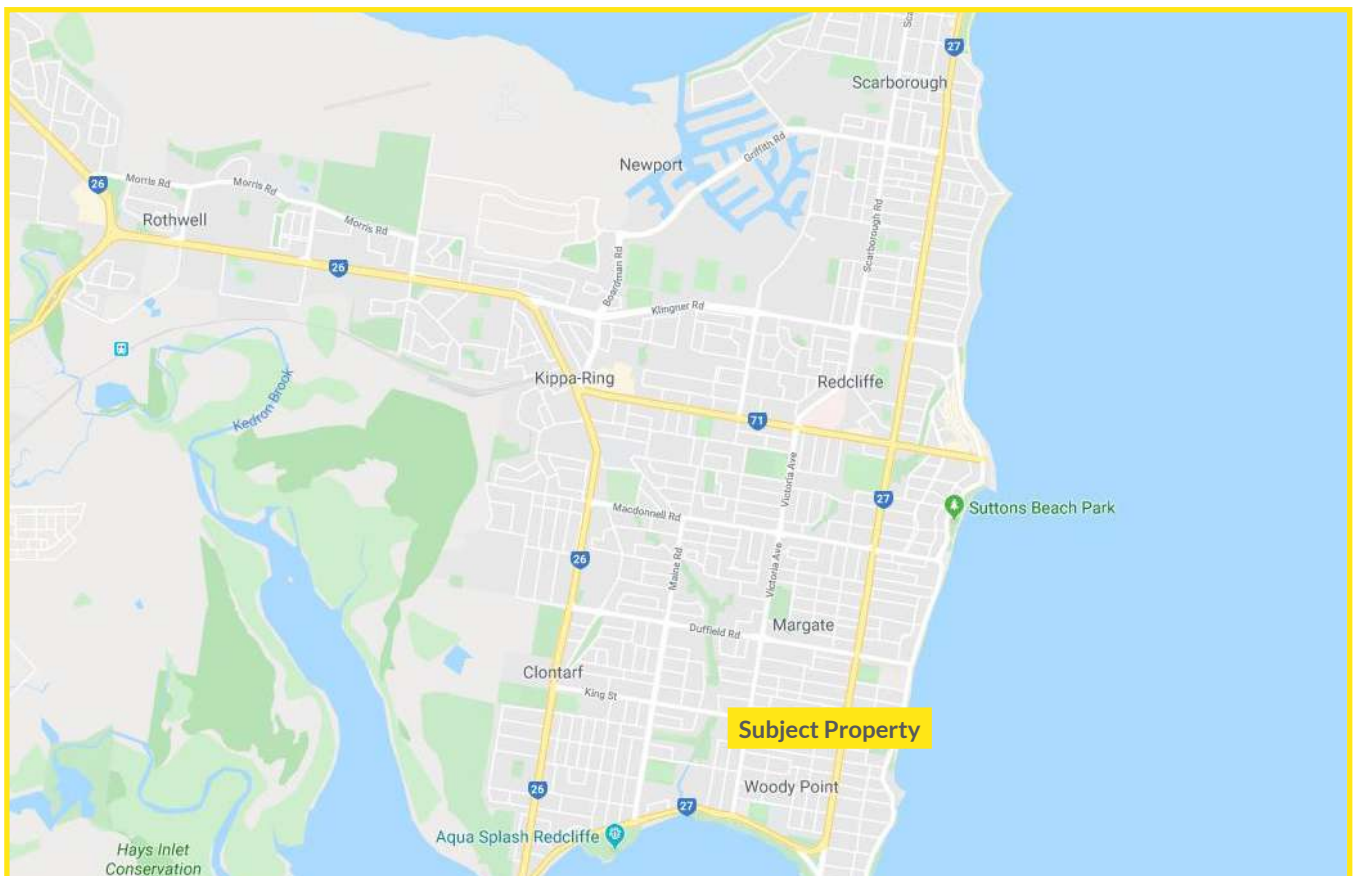 Sca
27
Scarborough
Griffith Rd
Newport
26
Morris Rd
Morris Rd
Rothwell
Morris Rd
Scarborough Rd
26
Boardman Rd
Klingner Rd
Kippa-Ring
Redcliffe
Kedron Brook
71
Victoria Ave
27
Macdonnell Rd
Suttons Beach Park
26
Maine Rd
Victoria Ave
Duffield Rd
Margate
Clontarf
King St
Subject Property
26
Woody Point
27
Aqua Splash Redcliffe
Hays Inlet
Conservation